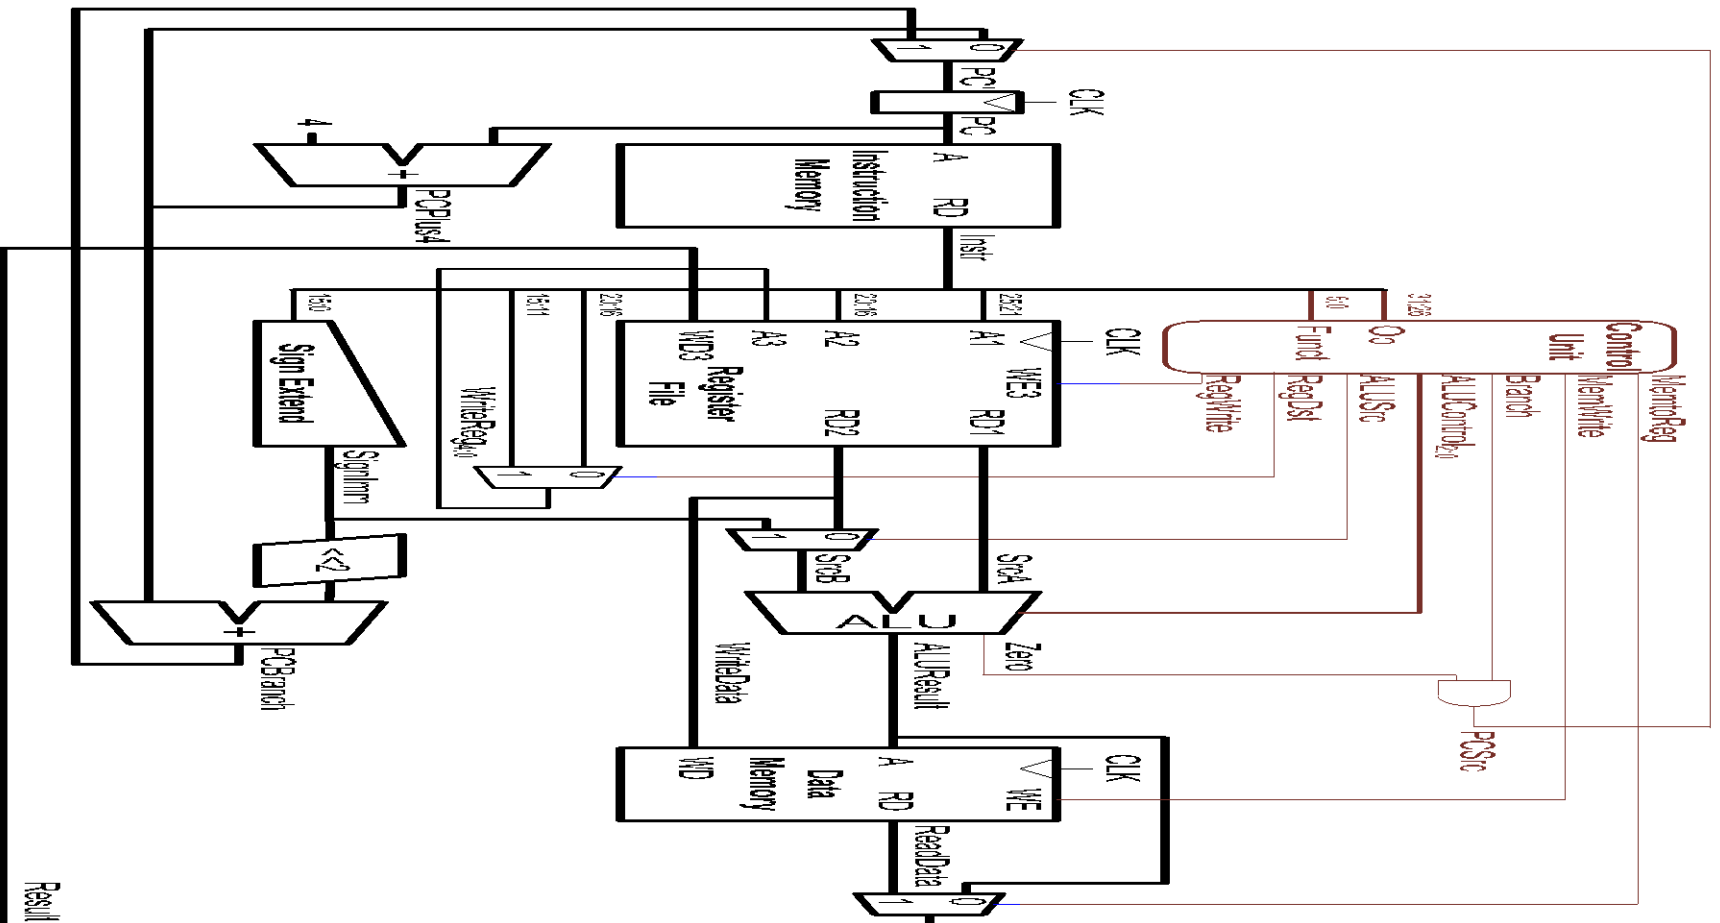 CLK
PC'
PC
4
1
0
A
RD
Instruction
Memory
+
PCPlus4
Instr
25:21
20:16
20:16
15:11
15:0
5:0
31:26
Control
Unit
Op
Funct
MemtoReg
MemWrite
Branch
ALUControl2:0
ALUSrc
RegDst
RegWrite
CLK
A1
A2
A3
WD3
WE3
RD1
RD2
Register
File
Sign Extend
SignImm
WriteReg4:0
0
1
<<2
+
PCBranch
0
1
SrcA
SrcB
ALU
Zero
ALUResult
WriteData
PCSrc
CLK
WE
A
RD
Data
Memory
WD
ReadData
0
1
Result